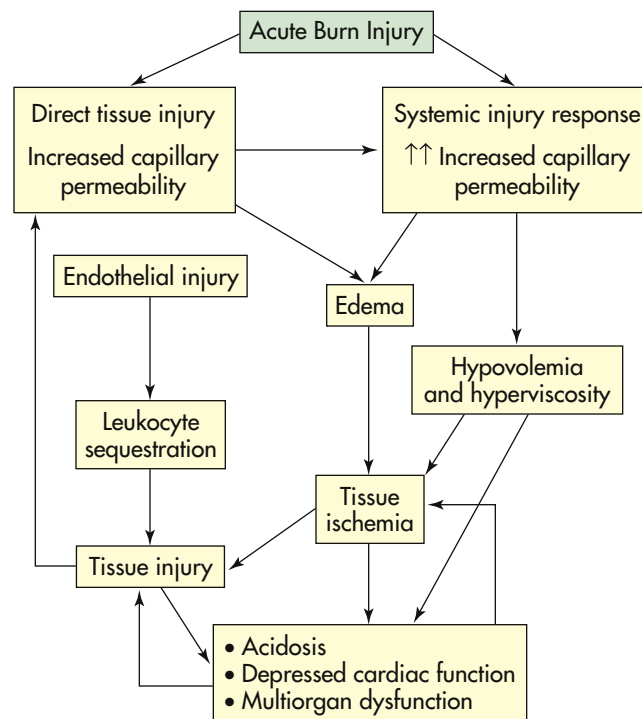 Acute Burn Injury
Direct tissue injury
Increased capillary
permeability
Systemic injury response
↑↑ Increased capillary
permeability
Endothelial injury
Edema
Hypovolemia
and hyperviscosity
Leukocyte
sequestration
Tissue
ischemia
Tissue injury
• Acidosis
• Depressed cardiac function
• Multiorgan dysfunction